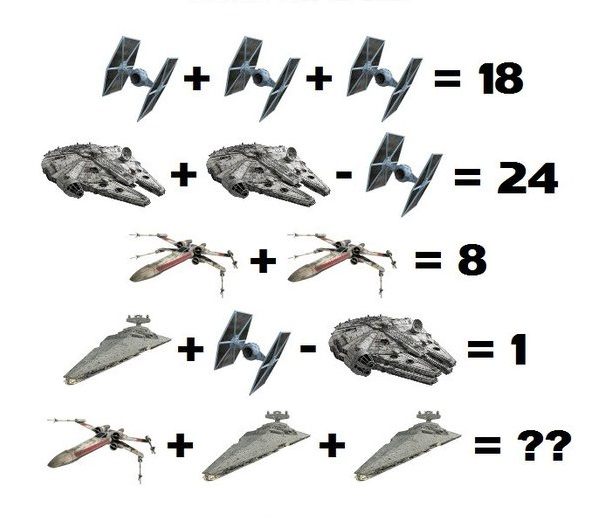 + + = 18
+ - = 24
+ = 8
+ - = 1
+ + = ??